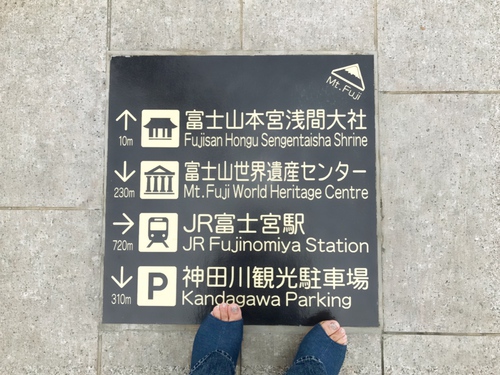 Mt. Fuji
富士山本宮浅間大社
Fujisan Hongu Sengentaisha Shrine
10m
富士山世界遺産センター
Mt. Fuji World Heritage Centre
230m
JR富士宮駅
JR Fujinomiya Station
720m
P
神田川観光駐車場
Kandagawa Parking
310m